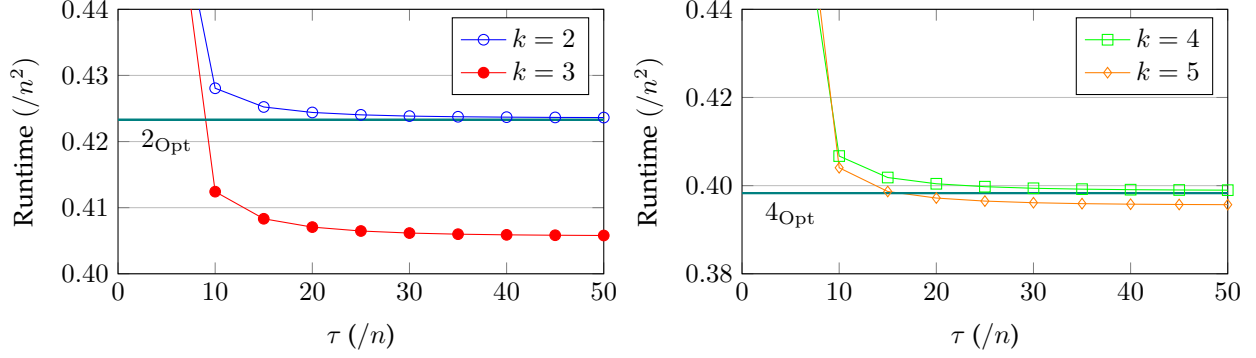 0.44
0.43
0.42
0.41
0.40
Runtime (/n²)
0
10
20
30
40
50
τ (/n)
k = 2
k = 3
2Opt
0.44
0.42
0.40
0.38
Runtime (/n²)
0
10
20
30
40
50
τ (/n)
k = 4
k = 5
4Opt